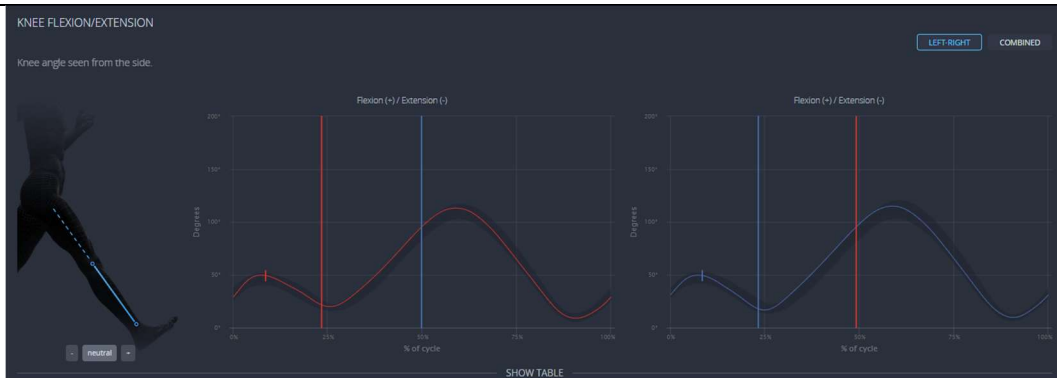 KNEE FLEXION/EXTENSION
LEFT-RIGHT
COMBINED
Knee angle seen from the side.
Flexion (+) / Extension (-)
200°
150°
100°
50°
0°
Degrees
0%
25%
50%
75%
100%
% of cycle
Flexion (+) / Extension (-)
200°
150°
100°
50°
0°
Degrees
0%
25%
50%
75%
100%
% of cycle
- neutral +
SHOW TABLE